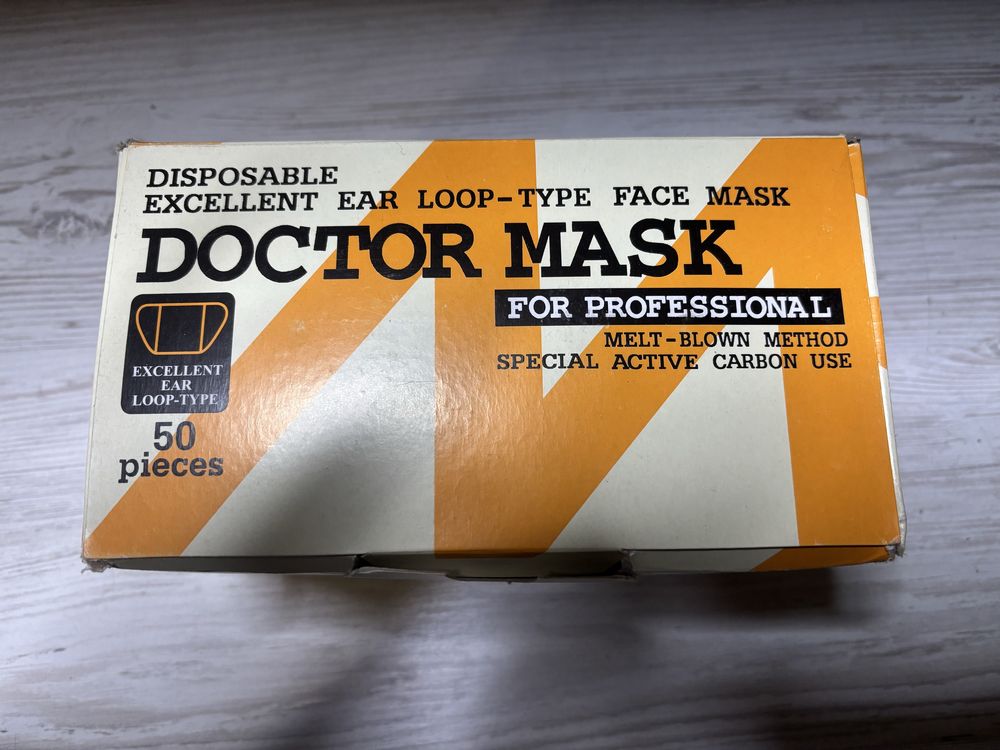 DISPOSABLE
EXCELLENT EAR LOOP-TYPE FACE MASK
DOCTOR MASK
FOR PROFESSIONAL
MELT-BLOWN METHOD
SPECIAL ACTIVE CARBON USE
EXCELLENT
EAR
LOOP-TYPE
50
pieces